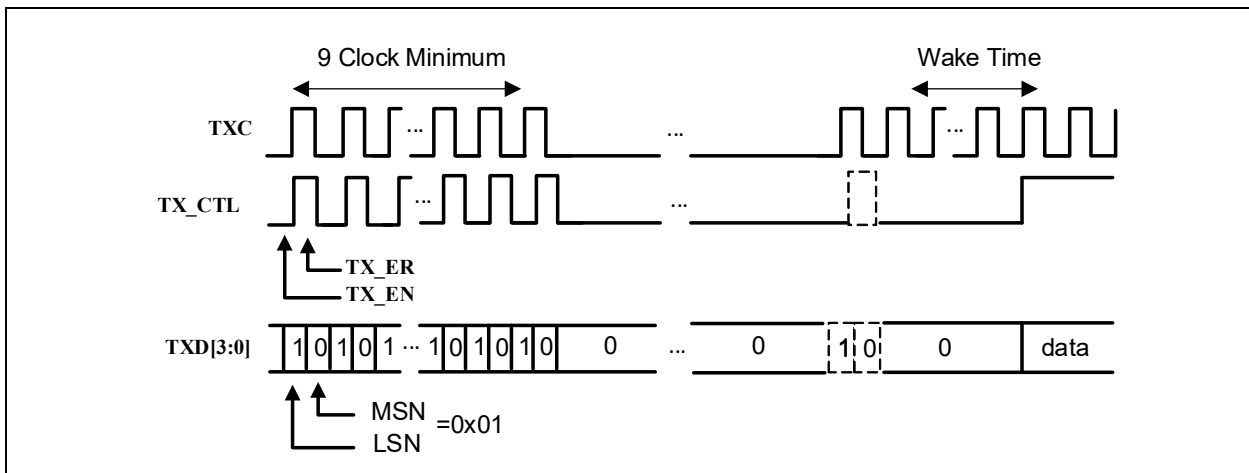 9 Clock Minimum Wake Time
TXC ... ... ...
TX_CTL ... ...
TX_ER
TX_EN
TXD[3:0] 1 0 1 0 1 ... 1 0 1 0 1 0 0 ... 0 1 0 0 data
MSN
=0x01
LSN